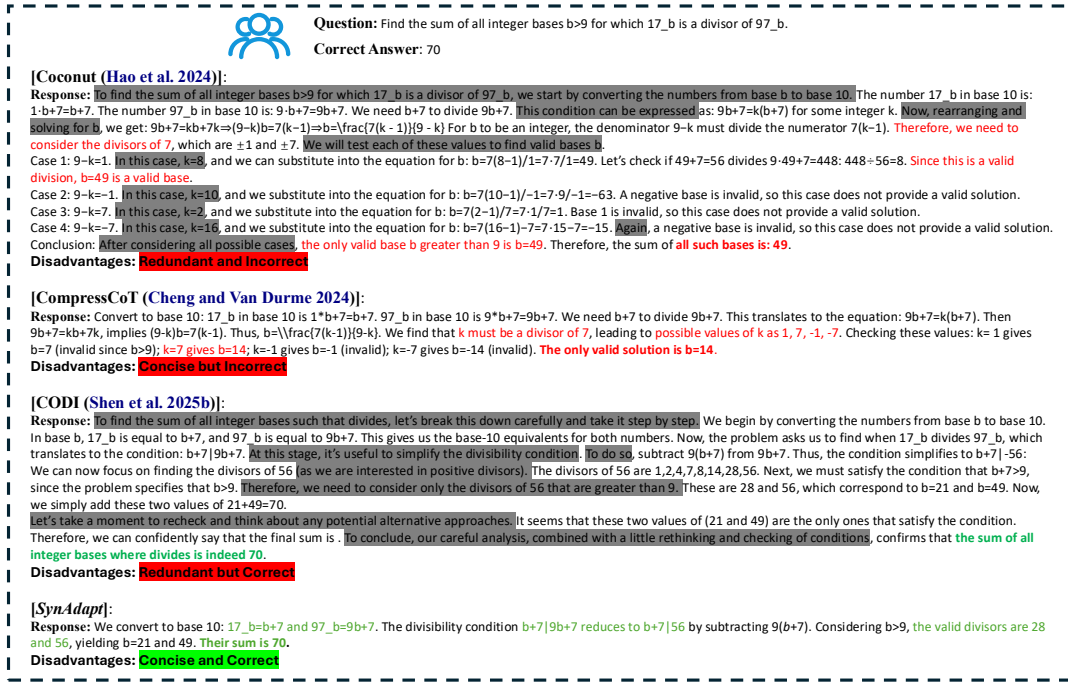 Question: Find the sum of all integer bases b>9 for which 17_b is a divisor of 97_b.
Correct Answer: 70
[Coconut (Hao et al. 2024)]:
Response: To find the sum of all integer bases b>9 for which 17_b is a divisor of 97_b, we start by converting the numbers from base b to base 10. The number 17_b in base 10 is:
1·b+7=b+7. The number 97_b in base 10 is: 9·b+7=9b+7. We need b+7 to divide 9b+7. This condition can be expressed as: 9b+7=k(b+7) for some integer k. Now, rearranging and
solving for b, we get: 9b+7=kb+7k⇒(9−k)b=7(k−1)⇒b=\frac{7(k - 1)}{9 - k} For b to be an integer, the denominator 9−k must divide the numerator 7(k−1). Therefore, we need to
consider the divisors of 7, which are ±1 and ±7. We will test each of these values to find valid bases b.
Case 1: 9−k=1. In this case, k=8, and we can substitute into the equation for b: b=7(8−1)/1=7·7/1=49. Let's check if 49+7=56 divides 9·49+7=448: 448÷56=8. Since this is a valid
division, b=49 is a valid base.
Case 2: 9−k=−1. In this case, k=10, and we substitute into the equation for b: b=7(10−1)/−1=7·9/−1=−63. A negative base is invalid, so this case does not provide a valid solution.
Case 3: 9−k=7. In this case, k=2, and we substitute into the equation for b: b=7(2−1)/7=7·1/7=1. Base 1 is invalid, so this case does not provide a valid solution.
Case 4: 9−k=−7. In this case, k=16, and we substitute into the equation for b: b=7(16−1)−7=7·15−7=−15. Again, a negative base is invalid, so this case does not provide a valid solution.
Conclusion: After considering all possible cases, the only valid base b greater than 9 is b=49. Therefore, the sum of all such bases is: 49.
Disadvantages: Redundant and Incorrect
[CompressCoT (Cheng and Van Durme 2024)]:
Response: Convert to base 10: 17_b in base 10 is 1*b+7=b+7. 97_b in base 10 is 9*b+7=9b+7. We need b+7 to divide 9b+7. This translates to the equation: 9b+7=k(b+7). Then
9b+7=kb+7k, implies (9-k)b=7(k-1). Thus, b=\\frac{7(k-1)}{9-k}. We find that k must be a divisor of 7, leading to possible values of k as 1, 7, -1, -7. Checking these values: k= 1 gives
b=7 (invalid since b>9); k=7 gives b=14; k=-1 gives b=-1 (invalid); k=-7 gives b=-14 (invalid). The only valid solution is b=14.
Disadvantages: Concise but Incorrect
[CODI (Shen et al. 2025b)]:
Response: To find the sum of all integer bases such that divides, let's break this down carefully and take it step by step. We begin by converting the numbers from base b to base 10.
In base b, 17_b is equal to b+7, and 97_b is equal to 9b+7. This gives us the base-10 equivalents for both numbers. Now, the problem asks us to find when 17_b divides 97_b, which
translates to the condition: b+7|9b+7. At this stage, it's useful to simplify the divisibility condition. To do so, subtract 9(b+7) from 9b+7. Thus, the condition simplifies to b+7|-56:
We can now focus on finding the divisors of 56 (as we are interested in positive divisors). The divisors of 56 are 1,2,4,7,8,14,28,56. Next, we must satisfy the condition that b+7>9,
since the problem specifies that b>9. Therefore, we need to consider only the divisors of 56 that are greater than 9. These are 28 and 56, which correspond to b=21 and b=49. Now,
we simply add these two values of 21+49=70.
Let's take a moment to recheck and think about any potential alternative approaches. It seems that these two values of (21 and 49) are the only ones that satisfy the condition.
Therefore, we can confidently say that the final sum is . To conclude, our careful analysis, combined with a little rethinking and checking of conditions, confirms that the sum of all
integer bases where divides is indeed 70.
Disadvantages: Redundant but Correct
[SynAdapt]:
Response: We convert to base 10: 17_b=b+7 and 97_b=9b+7. The divisibility condition b+7|9b+7 reduces to b+7|56 by subtracting 9(b+7). Considering b>9, the valid divisors are 28
and 56, yielding b=21 and 49. Their sum is 70.
Disadvantages: Concise and Correct